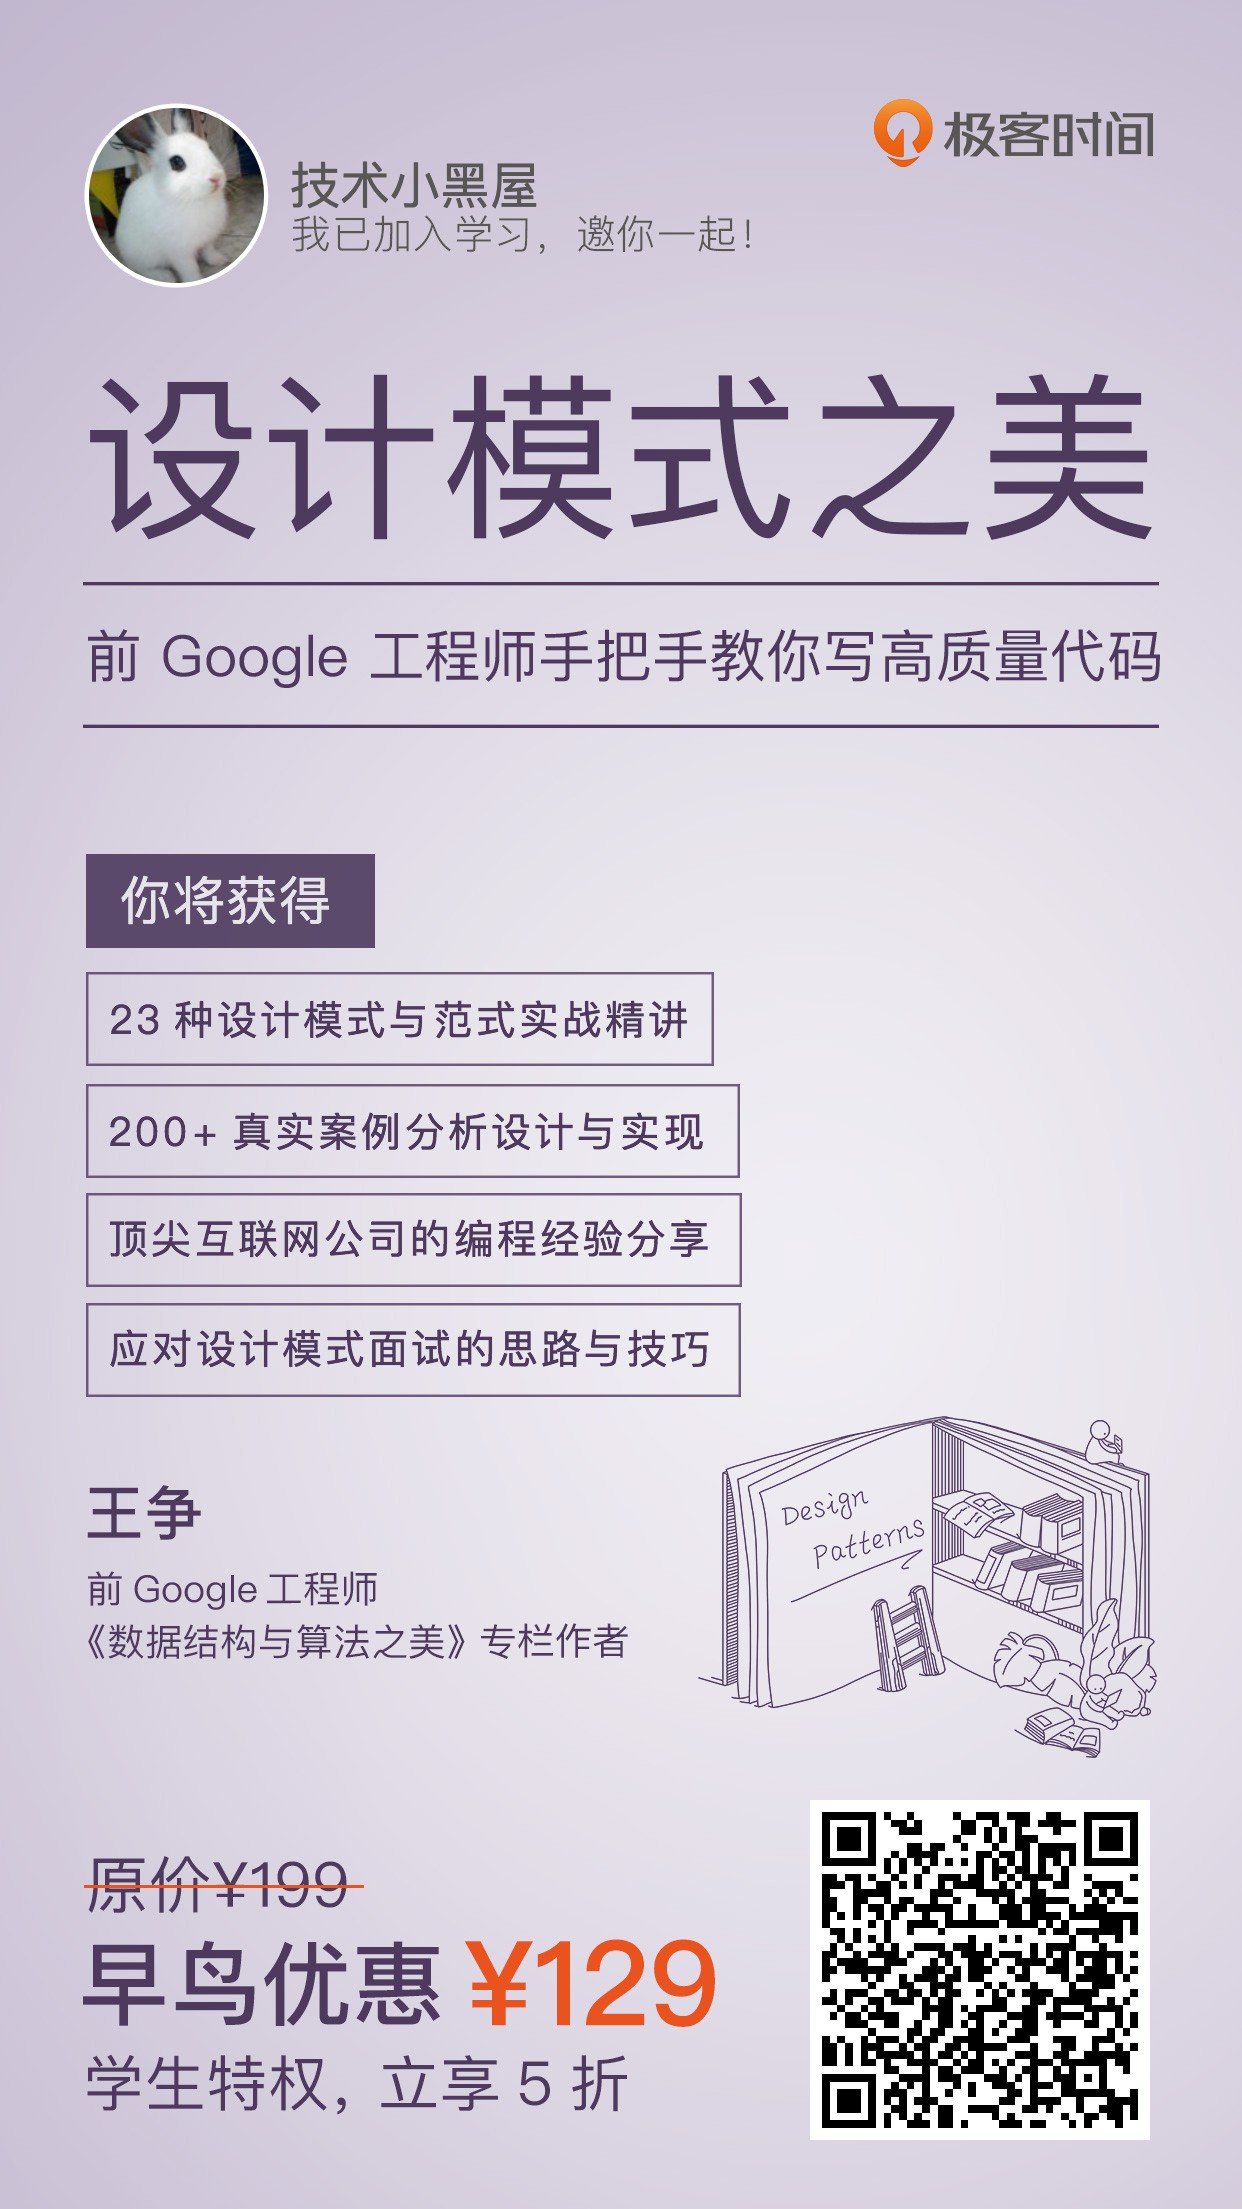 极客时间
技术小黑屋
我已加入学习，邀你一起！
设计模式之美
前 Google 工程师手把手教你写高质量代码
你将获得
23 种设计模式与范式实战精讲
200+ 真实案例分析设计与实现
顶尖互联网公司的编程经验分享
应对设计模式面试的思路与技巧
Design
Patterns
王争
前 Google 工程师
《数据结构与算法之美》专栏作者
原价¥199
早鸟优惠 ¥129
学生特权，立享 5 折